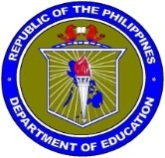 REPUBLIC OF THE PHILIPPINES
DEPARTMENT OF EDUCATION